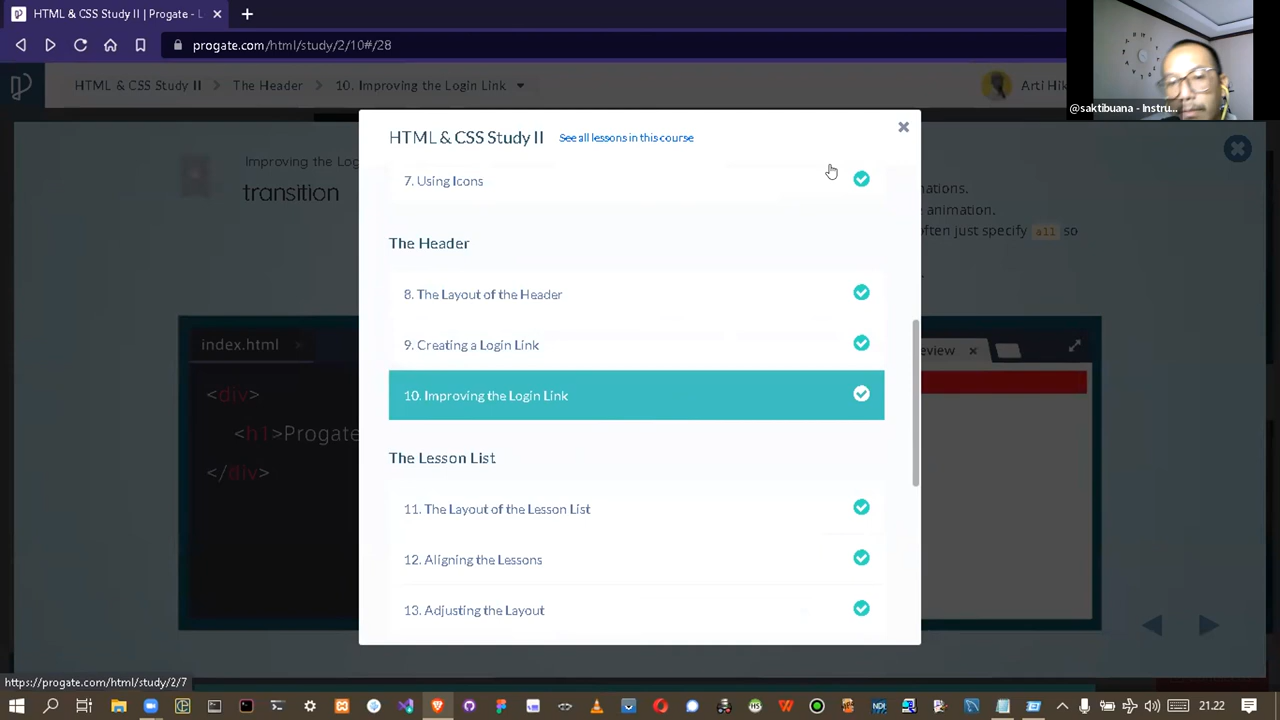 HTML & CSS Study II | Progate - L
progate.com/html/study/2/10#/28
@saktibuana - Instru...
HTML & CSS Study II
The Header
10. Improving the Login Link
Arti Hik
HTML & CSS Study II
See all lessons in this course
Improving the Log
transition
7. Using Icons
nations.
e animation.
often just specify all so
The Header
8. The Layout of the Header
index.html
9. Creating a Login Link
eview
<div>
10. Improving the Login Link
<h1>Progate
The Lesson List
</div>
11. The Layout of the Lesson List
12. Aligning the Lessons
13. Adjusting the Layout
https://progate.com/html/study/2/7
21.22